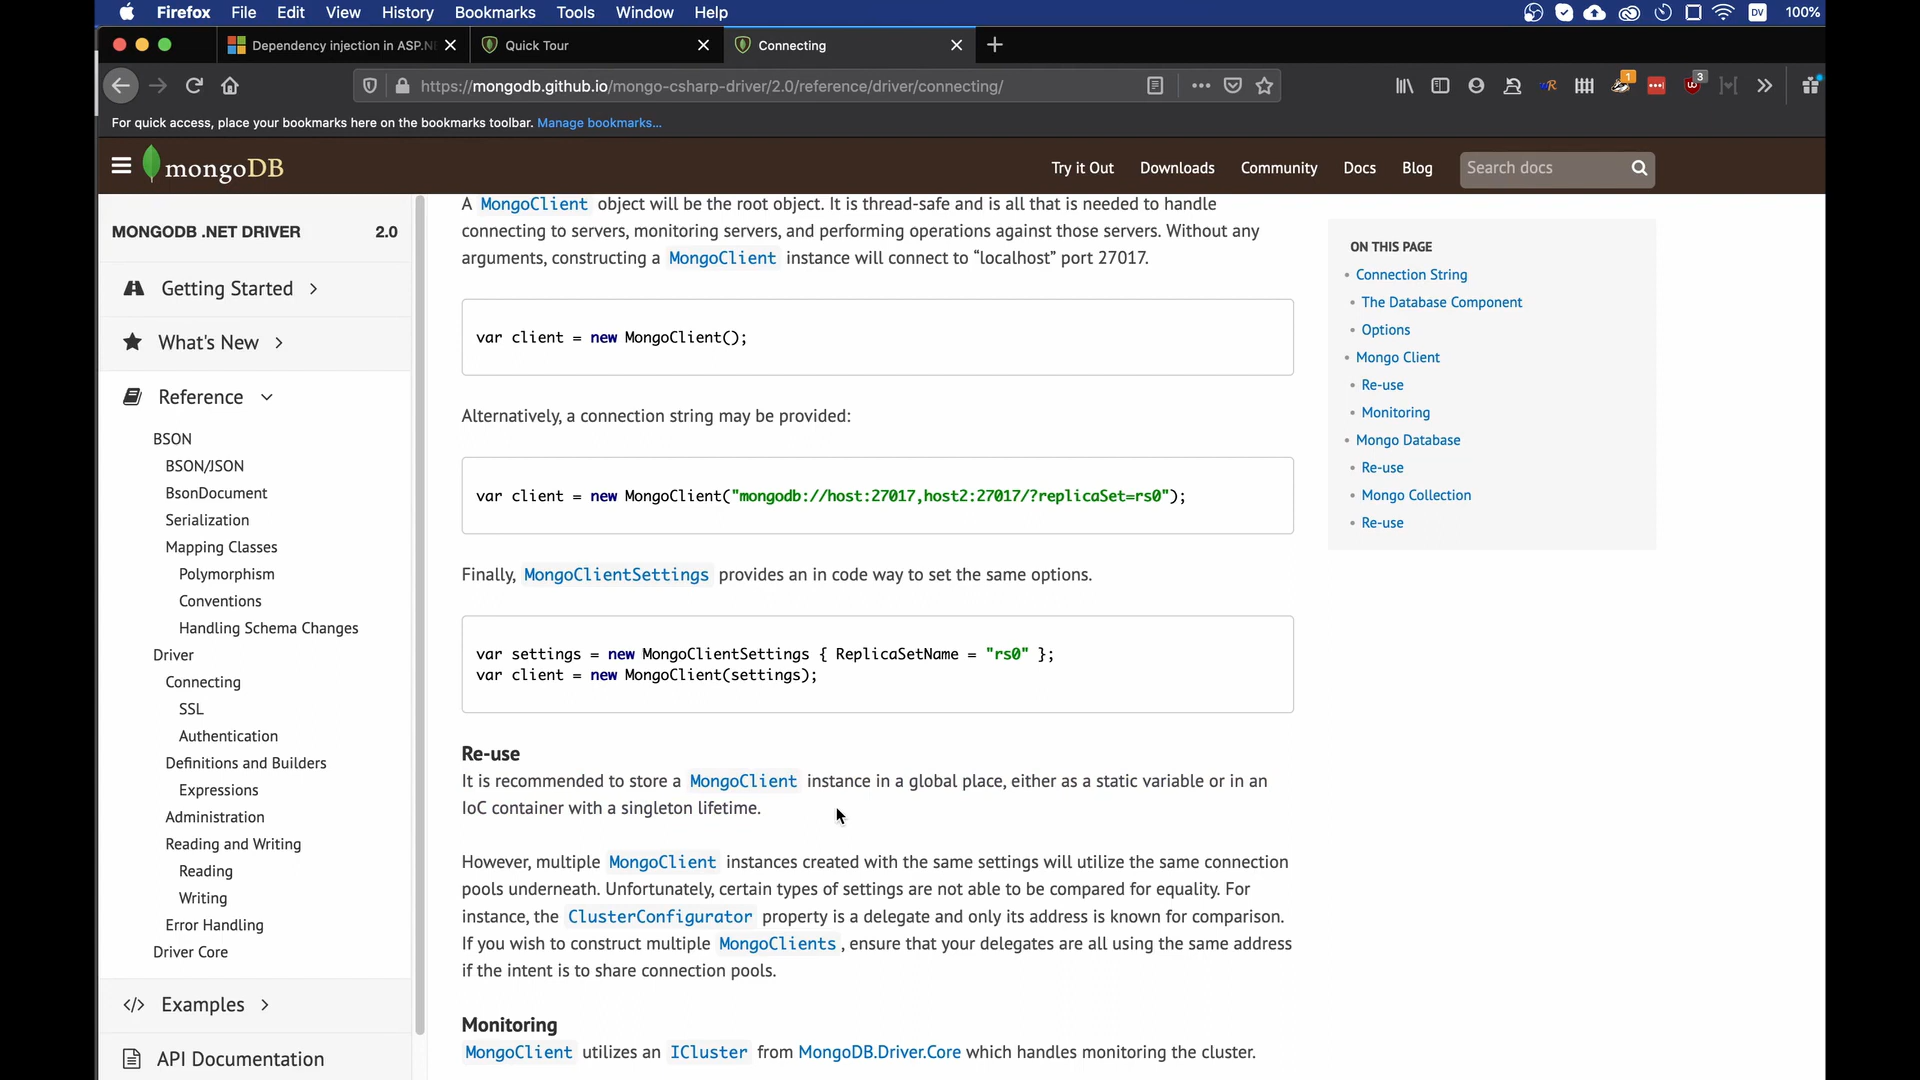 Firefox File Edit View History Bookmarks Tools Window Help DV 100%
Dependency injection in ASP.N
Quick Tour
Connecting
https://mongodb.github.io/mongo-csharp-driver/2.0/reference/driver/connecting/
1
3
For quick access, place your bookmarks here on the bookmarks toolbar. Manage bookmarks...
mongoDB
Try it Out Downloads Community Docs Blog Search docs
MONGODB .NET DRIVER 2.0
Getting Started
What's New
Reference
BSON
BSON/JSON
BsonDocument
Serialization
Mapping Classes
Polymorphism
Conventions
Handling Schema Changes
Driver
Connecting
SSL
Authentication
Definitions and Builders
Expressions
Administration
Reading and Writing
Reading
Writing
Error Handling
Driver Core
</> Examples
API Documentation
A MongoClient object will be the root object. It is thread-safe and is all that is needed to handle
connecting to servers, monitoring servers, and performing operations against those servers. Without any
arguments, constructing a MongoClient instance will connect to “localhost” port 27017.
var client = new MongoClient();
Alternatively, a connection string may be provided:
var client = new MongoClient("mongodb://host:27017,host2:27017/?replicaSet=rs0");
Finally, MongoClientSettings provides an in code way to set the same options.
var settings = new MongoClientSettings { ReplicaSetName = "rs0" };
var client = new MongoClient(settings);
Re-use
It is recommended to store a MongoClient instance in a global place, either as a static variable or in an
IoC container with a singleton lifetime.
However, multiple MongoClient instances created with the same settings will utilize the same connection
pools underneath. Unfortunately, certain types of settings are not able to be compared for equality. For
instance, the ClusterConfigurator property is a delegate and only its address is known for comparison.
If you wish to construct multiple MongoClients, ensure that your delegates are all using the same address
if the intent is to share connection pools.
Monitoring
MongoClient utilizes an ICluster from MongoDB.Driver.Core which handles monitoring the cluster.
ON THIS PAGE
• Connection String
• The Database Component
• Options
• Mongo Client
• Re-use
• Monitoring
• Mongo Database
• Re-use
• Mongo Collection
• Re-use